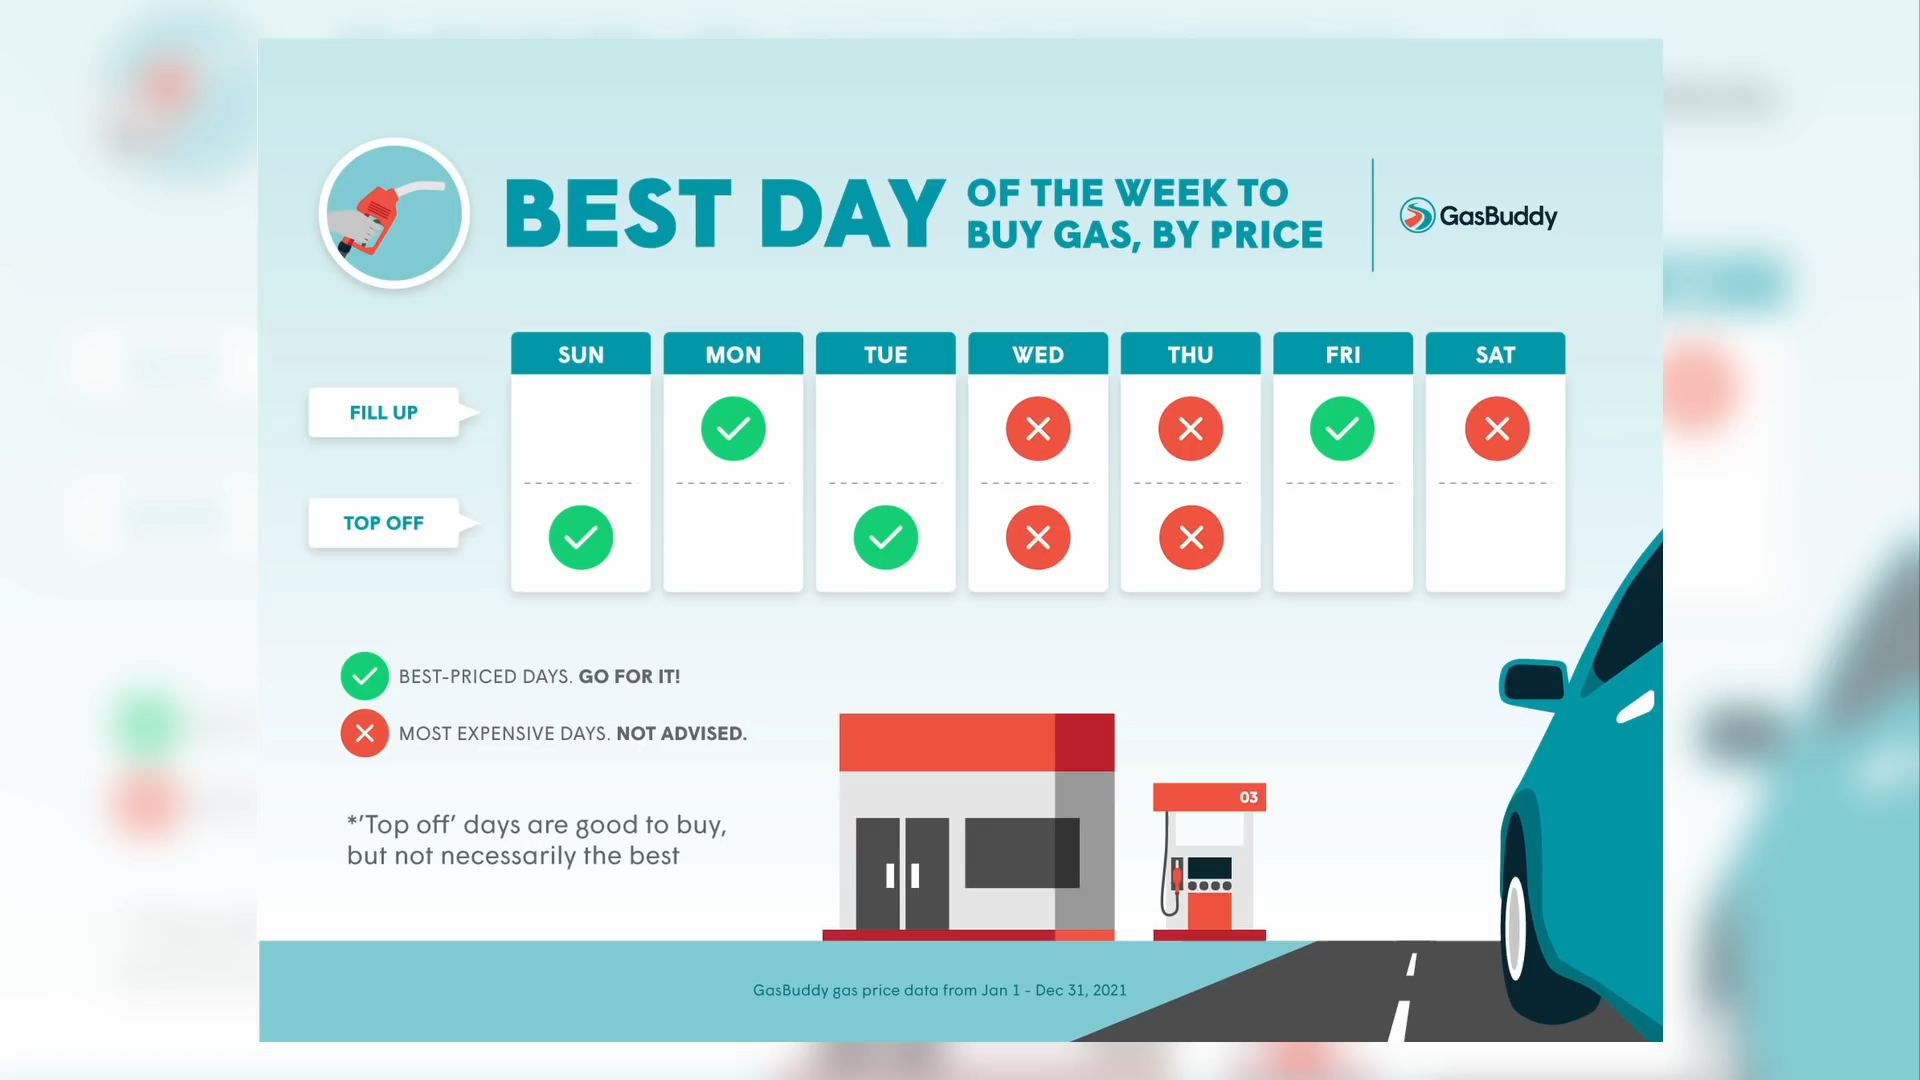 BEST DAY
OF THE WEEK TO
BUY GAS, BY PRICE
GasBuddy
SUN
MON
TUE
WED
THU
FRI
SAT
FILL UP
TOP OFF
BEST-PRICED DAYS. GO FOR IT!
MOST EXPENSIVE DAYS. NOT ADVISED.
*'Top off' days are good to buy,
but not necessarily the best
03
GasBuddy gas price data from Jan 1 - Dec 31, 2021